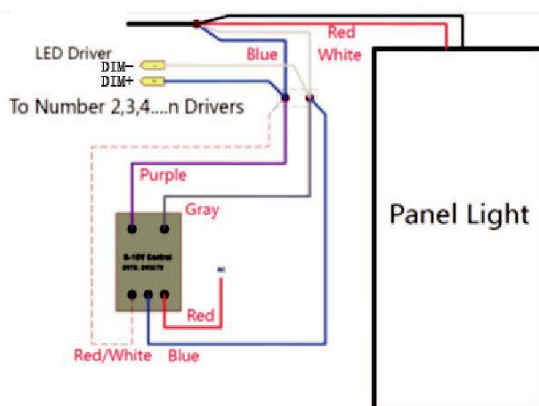 Red
Blue White
LED Driver
DIM-
DIM+
To Number 2,3,4....n Drivers
Purple
Gray
Panel Light
0-10V Control
Red
Red/White Blue